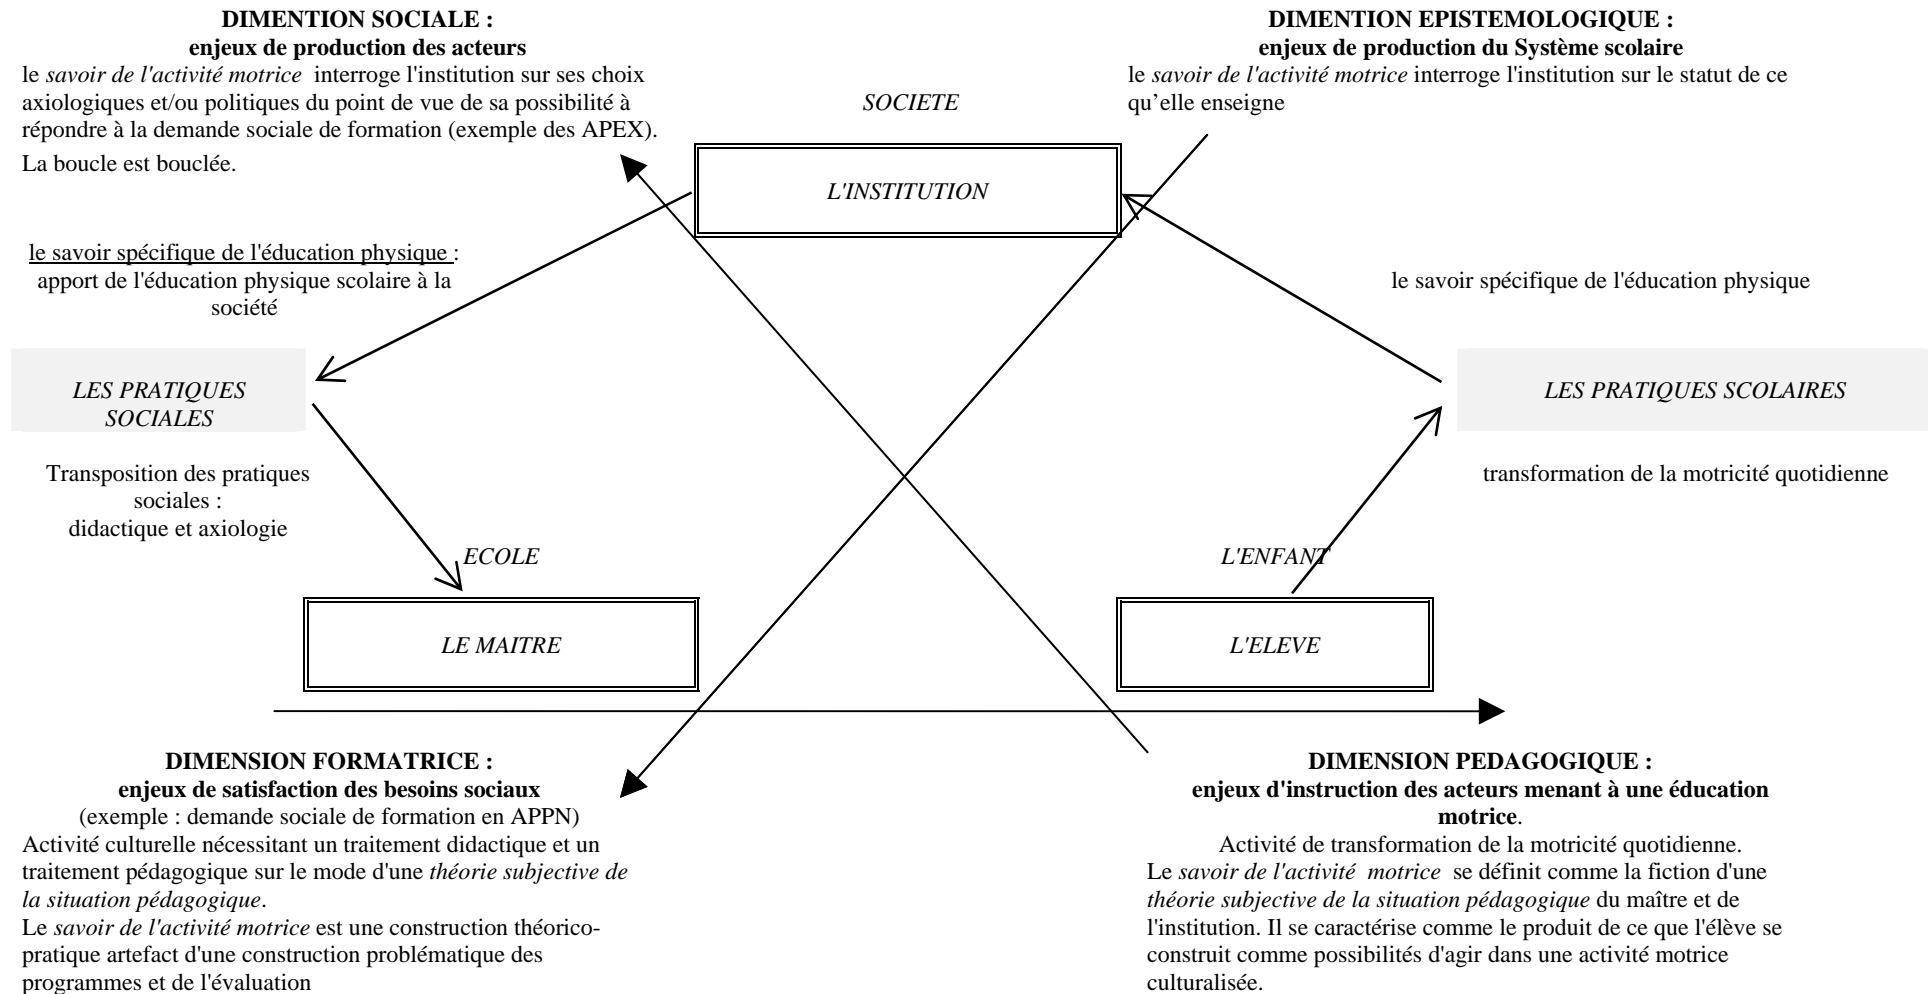 DIMENTION SOCIALE :
enjeux de production des acteurs
le savoir de l'activité motrice  interroge l'institution sur ses choix
axiologiques et/ou politiques du point de vue de sa possibilité à
répondre à la demande sociale de formation (exemple des APEX).
La boucle est bouclée.
DIMENTION EPISTEMOLOGIQUE :
enjeux de production du Système scolaire
le savoir de l'activité motrice interroge l'institution sur le statut de ce
qu’elle enseigne
SOCIETE
L'INSTITUTION
le savoir spécifique de l'éducation physique :
apport de l'éducation physique scolaire à la
société
le savoir spécifique de l'éducation physique
LES PRATIQUES
SOCIALES
LES PRATIQUES SCOLAIRES
Transposition des pratiques
sociales :
didactique et axiologie
transformation de la motricité quotidienne
ECOLE
L'ENFANT
LE MAITRE
L'ELEVE
DIMENSION FORMATRICE :
enjeux de satisfaction des besoins sociaux
(exemple : demande sociale de formation en APPN)
Activité culturelle nécessitant un traitement didactique et un
traitement pédagogique sur le mode d'une théorie subjective de
la situation pédagogique.
Le savoir de l'activité motrice est une construction théorico-
pratique artefact d'une construction problématique des
programmes et de l'évaluation
DIMENSION PEDAGOGIQUE :
enjeux d'instruction des acteurs menant à une éducation
motrice.
Activité de transformation de la motricité quotidienne.
Le savoir de l'activité  motrice  se définit comme la fiction d'une
théorie subjective de la situation pédagogique du maître et de
l'institution. Il se caractérise comme le produit de ce que l'élève se
construit comme possibilités d'agir dans une activité motrice
culturalisée.